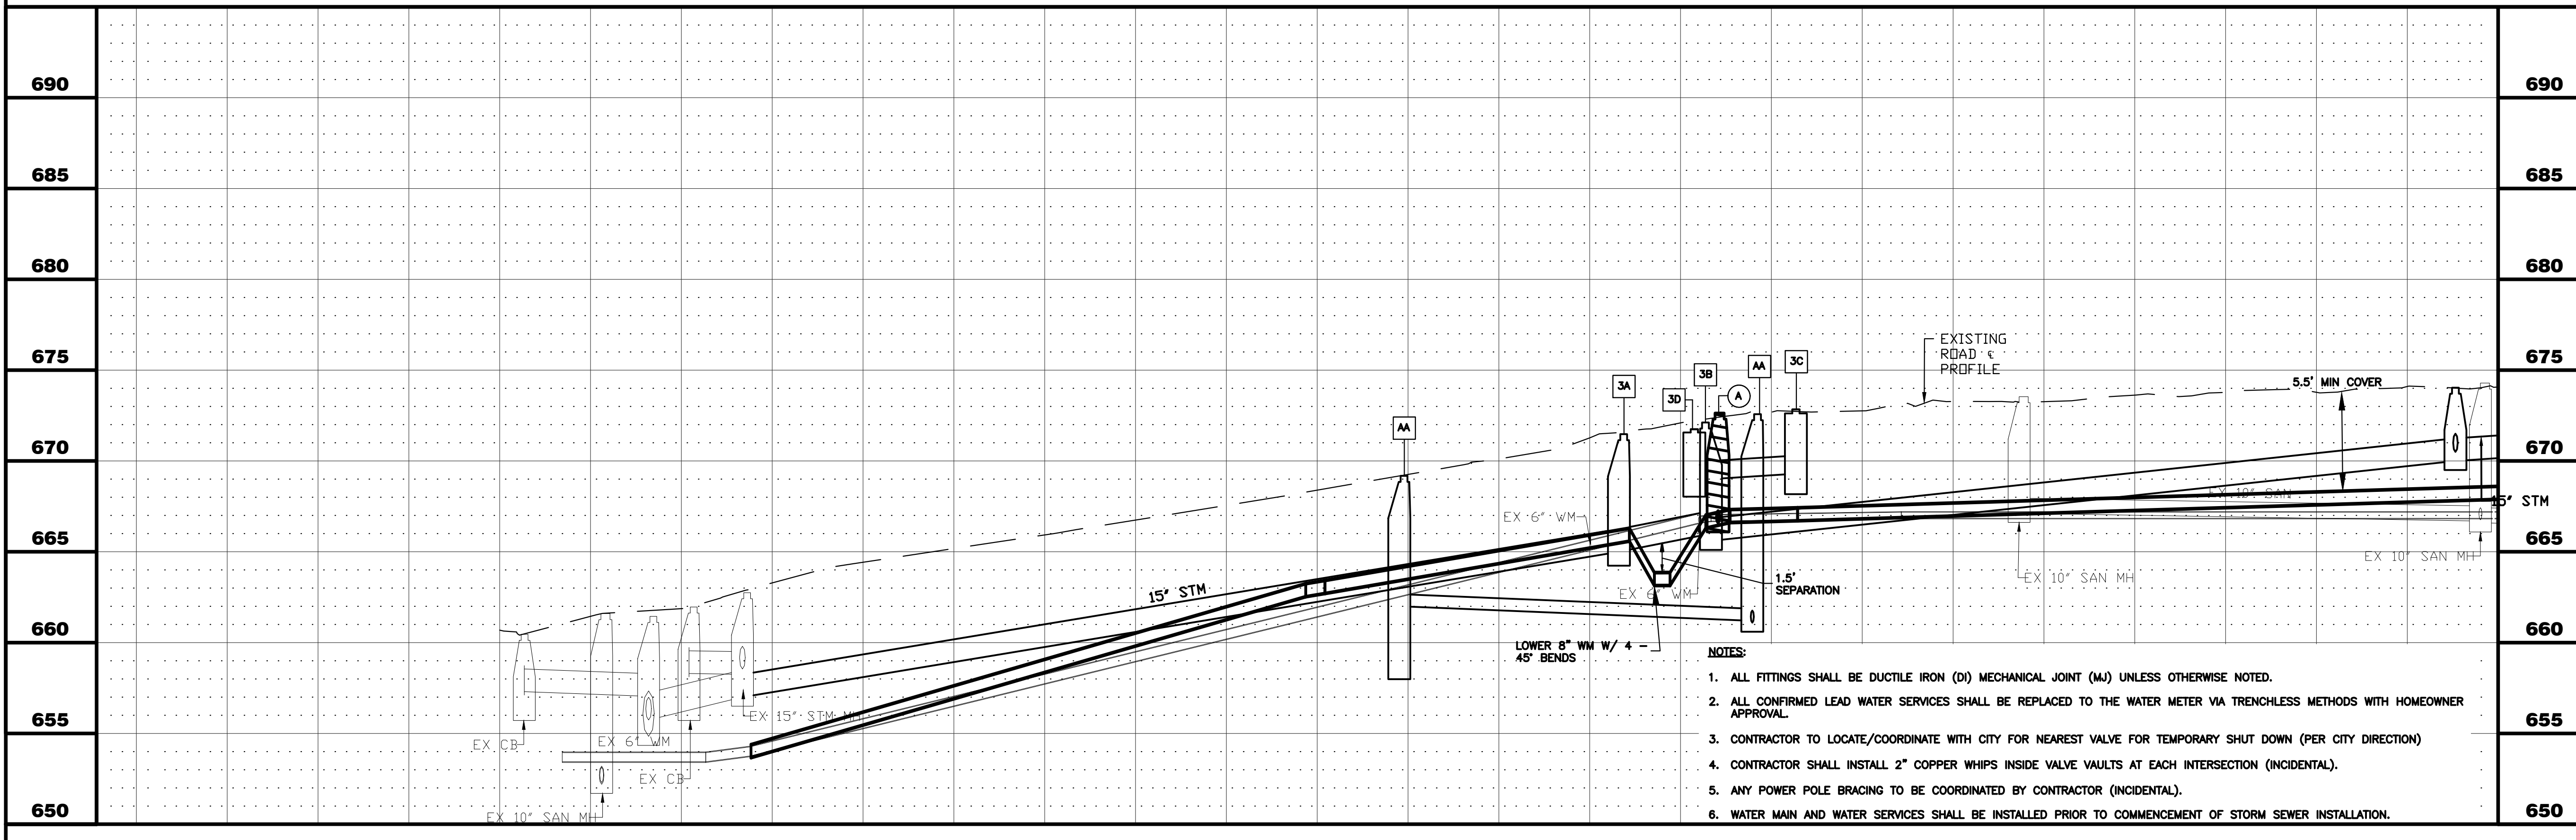 690
690
685
685
680
680
675
675
670
670
665
665
660
660
655
655
650
650
EXISTING
ROAD ℄
PROFILE
5.5' MIN COVER
AA
3A
3D
3B
A
AA
3C
EX 6" WM
EX 10" SAN
15" STM
EX 10" SAN MH
EX 10" SAN MH
1.5'
SEPARATION
EX 6" WM
15" STM
LOWER 8" WM W/ 4 -
45° BENDS
EX 15" STM MH
EX CB
EX 6" WM
EX CB
EX 10" SAN MH
NOTES:
1. ALL FITTINGS SHALL BE DUCTILE IRON (DI) MECHANICAL JOINT (MJ) UNLESS OTHERWISE NOTED.
2. ALL CONFIRMED LEAD WATER SERVICES SHALL BE REPLACED TO THE WATER METER VIA TRENCHLESS METHODS WITH HOMEOWNER
APPROVAL.
3. CONTRACTOR TO LOCATE/COORDINATE WITH CITY FOR NEAREST VALVE FOR TEMPORARY SHUT DOWN (PER CITY DIRECTION)
4. CONTRACTOR SHALL INSTALL 2" COPPER WHIPS INSIDE VALVE VAULTS AT EACH INTERSECTION (INCIDENTAL).
5. ANY POWER POLE BRACING TO BE COORDINATED BY CONTRACTOR (INCIDENTAL).
6. WATER MAIN AND WATER SERVICES SHALL BE INSTALLED PRIOR TO COMMENCEMENT OF STORM SEWER INSTALLATION.